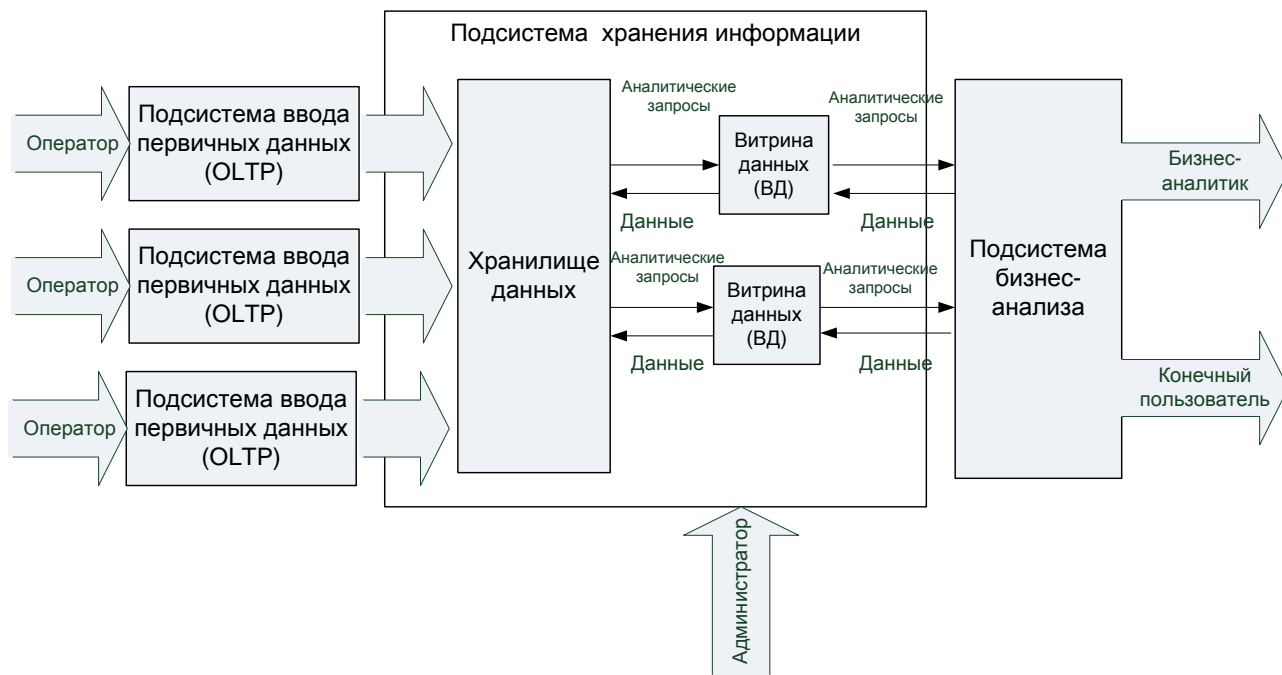 Подсистема хранения информации
Оператор
Подсистема ввода
первичных данных
(OLTP)
Оператор
Подсистема ввода
первичных данных
(OLTP)
Оператор
Подсистема ввода
первичных данных
(OLTP)
Хранилище
данных
Аналитические
запросы
Данные
Витрина
данных
(ВД)
Аналитические
запросы
Данные
Аналитические
запросы
Данные
Витрина
данных
(ВД)
Аналитические
запросы
Данные
Подсистема
бизнес-
анализа
Бизнес-
аналитик
Конечный
пользователь
Администратор